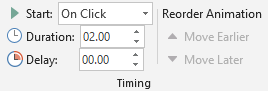 Start: On Click
Reorder Animation
Duration: 02.00
Move Earlier
Delay: 00.00
Move Later
Timing